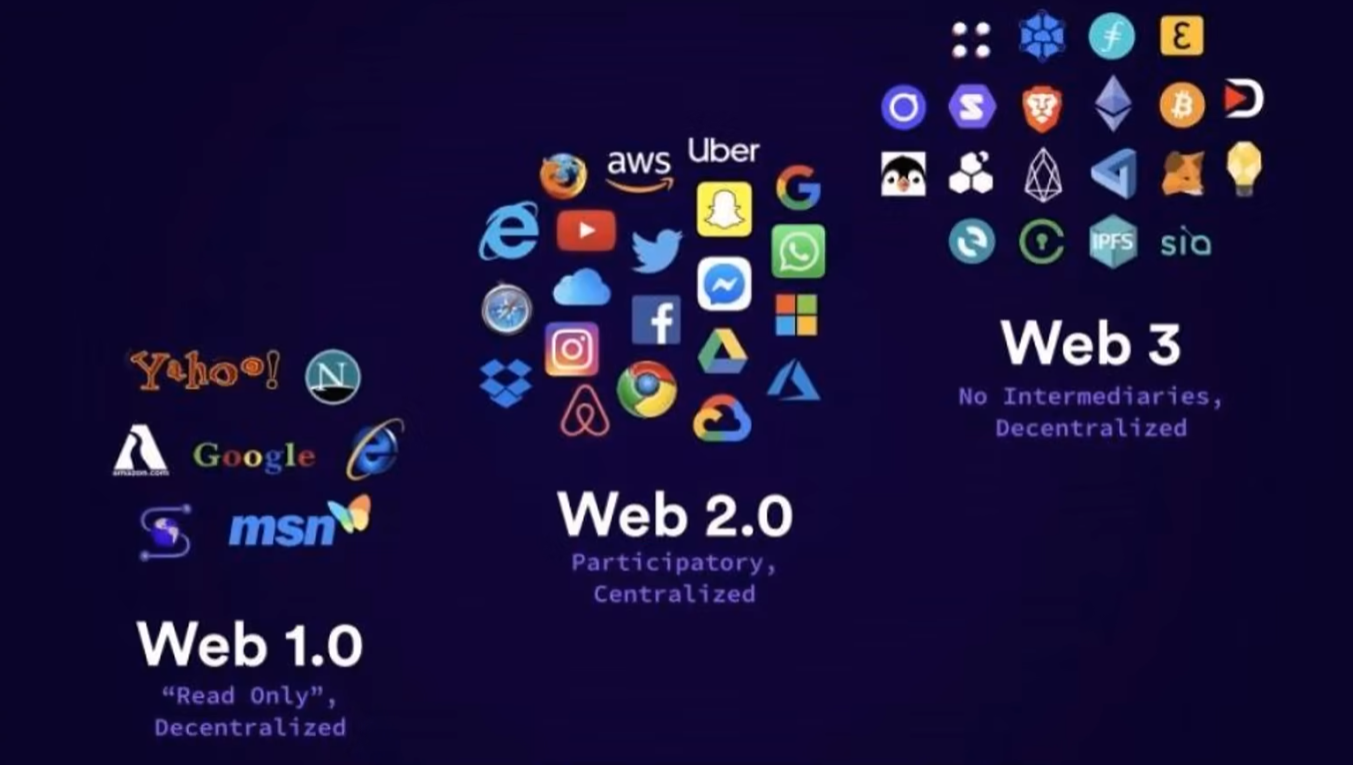 Yahoo!
N
amazon.com
Google
e
msn
Web 1.0
“Read Only”,
Decentralized
aws
Uber
G
e
f
Web 2.0
Participatory,
Centralized
S
IPFS
sia
Web 3
No Intermediaries,
Decentralized